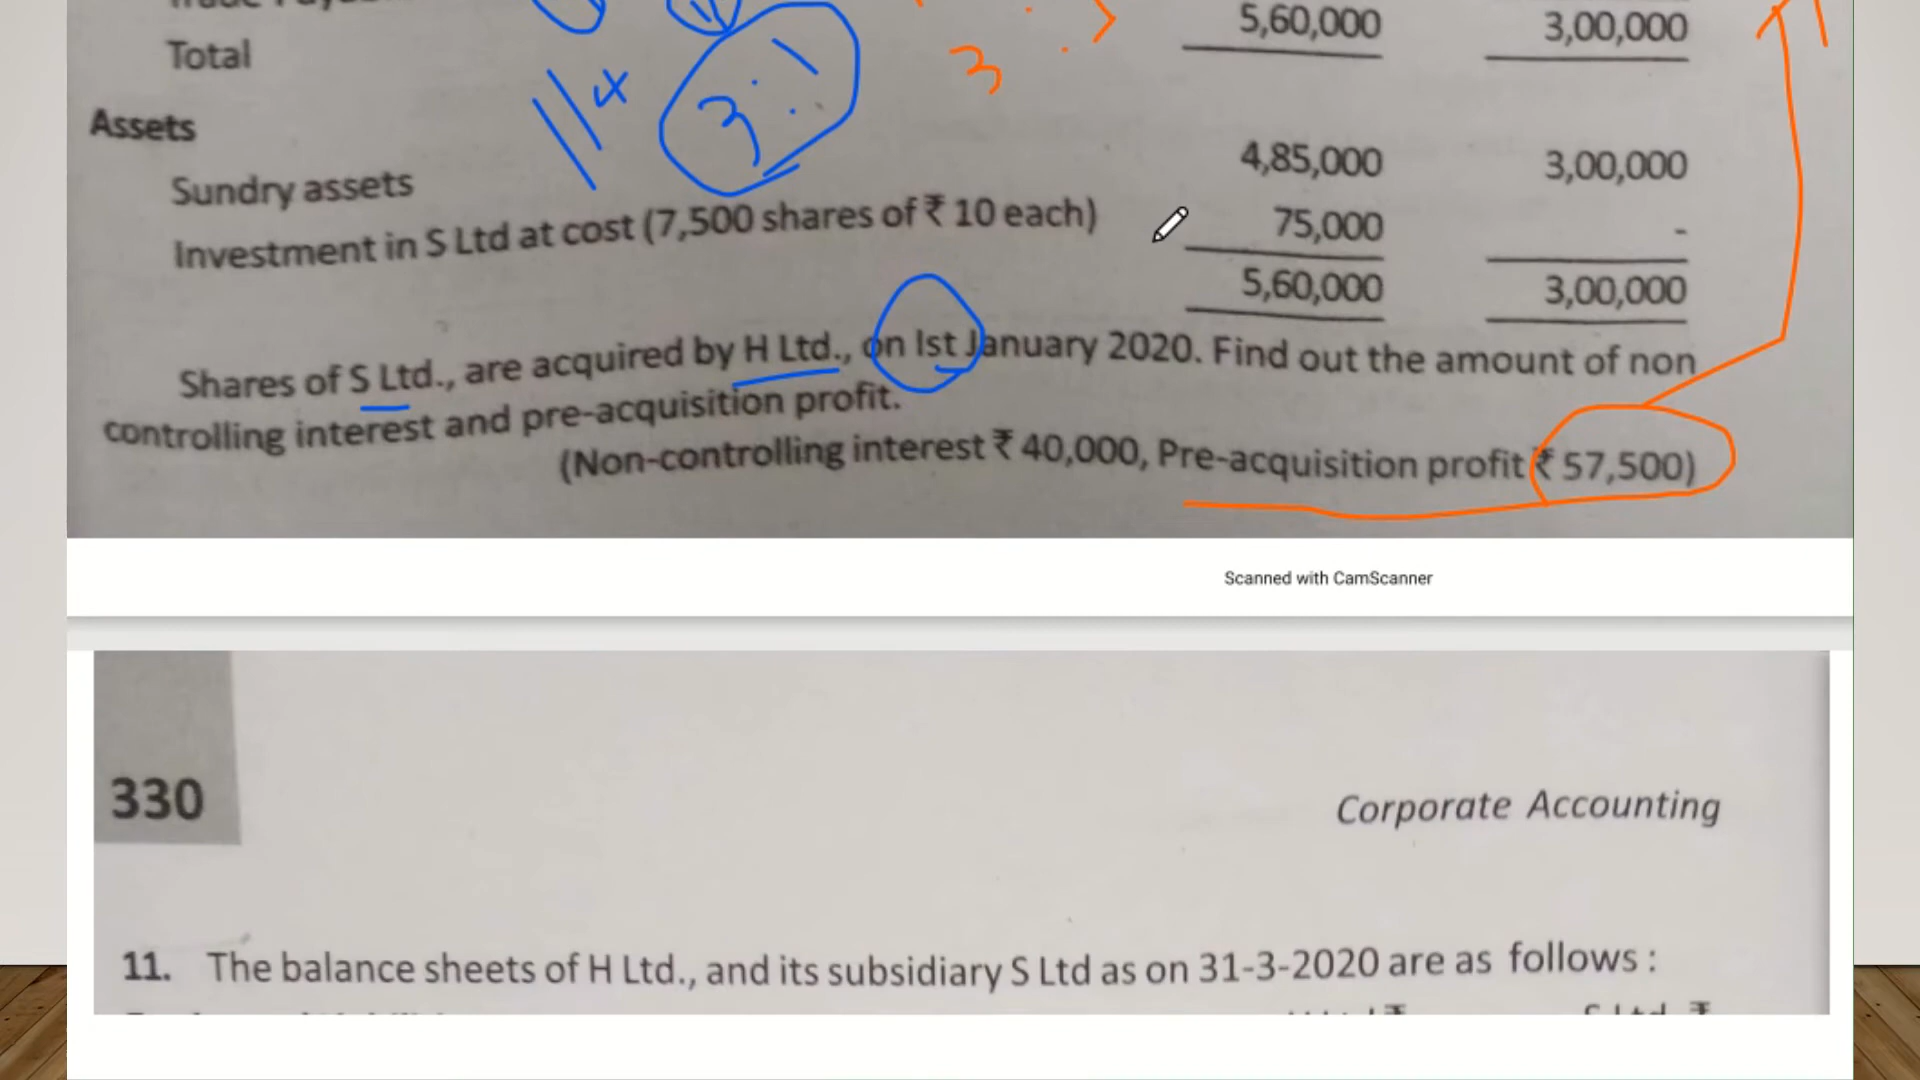 5,60,000 3,00,000
Total
3 : 1
3 :
Assets
Sundry assets 4,85,000 3,00,000
Investment in S Ltd at cost (7,500 shares of ₹ 10 each) 75,000 -
5,60,000 3,00,000
Shares of S Ltd., are acquired by H Ltd., on Ist January 2020. Find out the amount of non
controlling interest and pre-acquisition profit.
(Non-controlling interest ₹ 40,000, Pre-acquisition profit ₹ 57,500)
Scanned with CamScanner
330
Corporate Accounting
11. The balance sheets of H Ltd., and its subsidiary S Ltd as on 31-3-2020 are as follows :